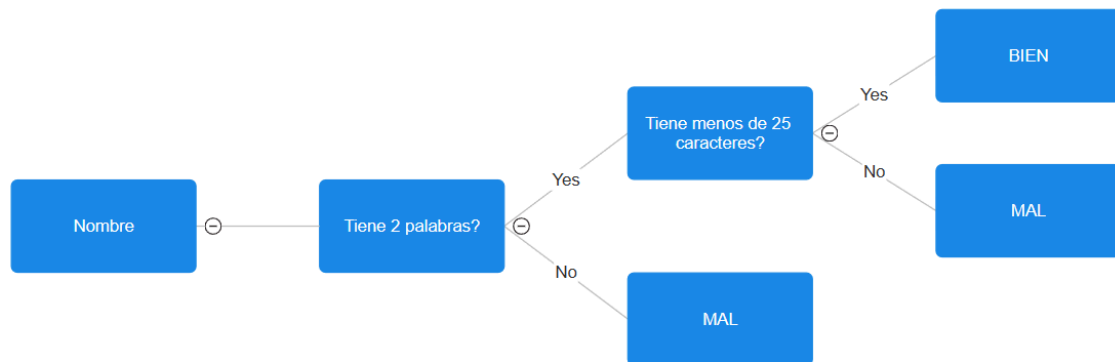 Nombre
Tiene 2 palabras?
Yes
No
Tiene menos de 25
caracteres?
MAL
Yes
No
BIEN
MAL